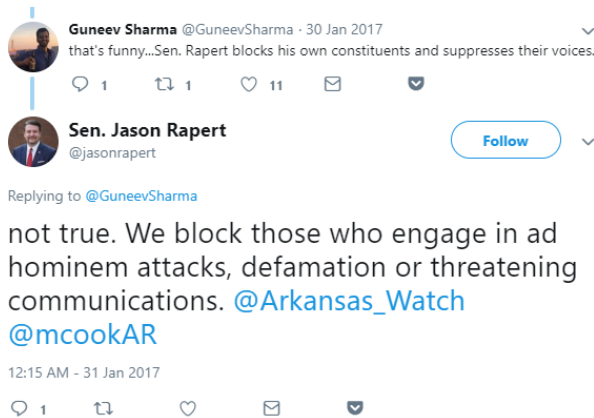 Guneev Sharma @GuneevSharma · 30 Jan 2017
that's funny...Sen. Rapert blocks his own constituents and suppresses their voices.
1 1 11
Sen. Jason Rapert
@jasonrapert
Follow
Replying to @GuneevSharma
not true. We block those who engage in ad
hominem attacks, defamation or threatening
communications. @Arkansas_Watch
@mcookAR
12:15 AM - 31 Jan 2017
1